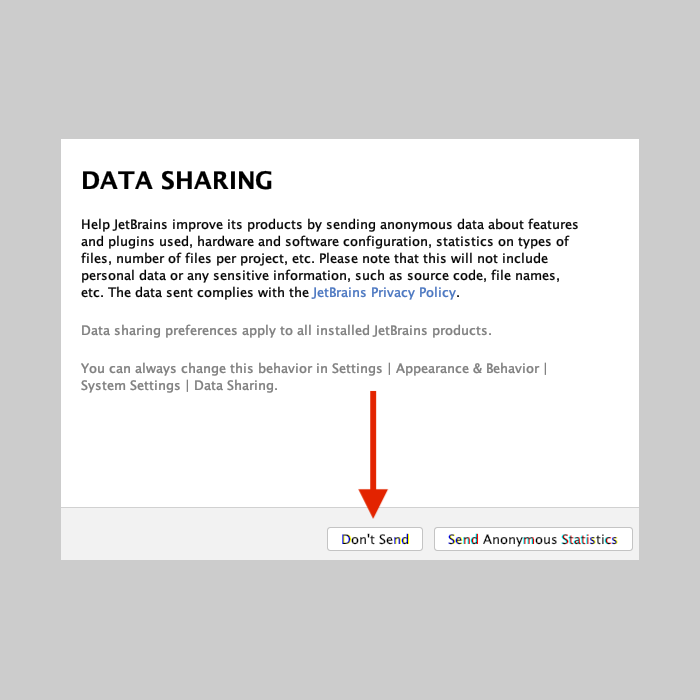 DATA SHARING
Help JetBrains improve its products by sending anonymous data about features
and plugins used, hardware and software configuration, statistics on types of
files, number of files per project, etc. Please note that this will not include
personal data or any sensitive information, such as source code, file names,
etc. The data sent complies with the JetBrains Privacy Policy.
Data sharing preferences apply to all installed JetBrains products.
You can always change this behavior in Settings | Appearance & Behavior |
System Settings | Data Sharing.
Don't Send
Send Anonymous Statistics